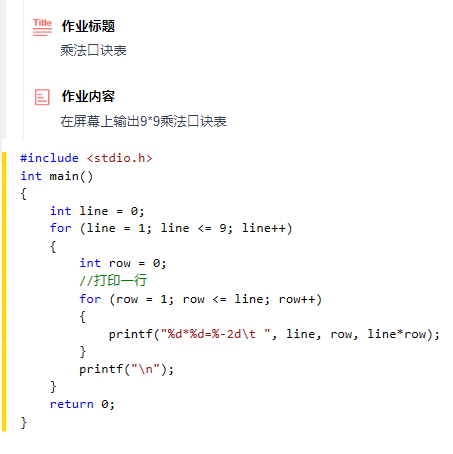 Title 作业标题
乘法口诀表
作业内容
在屏幕上输出9*9乘法口诀表
#include <stdio.h>
int main()
{
    int line = 0;
    for (line = 1; line <= 9; line++)
    {
        int row = 0;
        //打印一行
        for (row = 1; row <= line; row++)
        {
            printf("%d*%d=%-2d\t ", line, row, line*row);
        }
        printf("\n");
    }
    return 0;
}